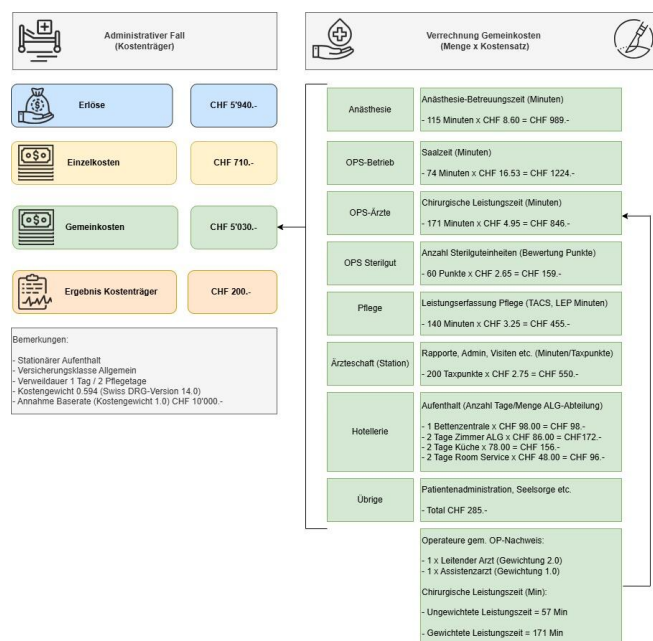 Administrativer Fall
(Kostenträger)
Erlöse
CHF 5'940.-
Einzelkosten
CHF 710.-
Gemeinkosten
CHF 5'030.-
Ergebnis Kostenträger
CHF 200.-
Bemerkungen:
- Stationärer Aufenthalt
- Versicherungsklasse Allgemein
- Verweildauer 1 Tag / 2 Pflegetage
- Kostengewicht 0.594 (Swiss DRG-Version 14.0)
- Annahme Baserate (Kostengewicht 1.0) CHF 10'000.-
Verrechnung Gemeinkosten
(Menge x Kostensatz)
Anästhesie
Anästhesie-Betreuungszeit (Minuten)
- 115 Minuten x CHF 8.60 = CHF 989.-
OPS-Betrieb
Saalzeit (Minuten)
- 74 Minuten x CHF 16.53 = CHF 1224.-
OPS-Ärzte
Chirurgische Leistungszeit (Minuten)
- 171 Minuten x CHF 4.95 = CHF 846.-
OPS Sterilgut
Anzahl Sterilguteinheiten (Bewertung Punkte)
- 60 Punkte x CHF 2.65 = CHF 159.-
Pflege
Leistungserfassung Pflege (TACS, LEP Minuten)
- 140 Minuten x CHF 3.25 = CHF 455.-
Ärzteschaft (Station)
Rapporte, Admin, Visiten etc. (Minuten/Taxpunkte)
- 200 Taxpunkte x CHF 2.75 = CHF 550.-
Hotellerie
Aufenthalt (Anzahl Tage/Menge ALG-Abteilung)
- 1 Bettenzentrale x CHF 98.00 = CHF 98.-
- 2 Tage Zimmer ALG x CHF 86.00 = CHF172.-
- 2 Tage Küche x 78.00 = CHF 156.-
- 2 Tage Room Service x CHF 48.00 = CHF 96.-
Übrige
Patientenadministration, Seelsorge etc.
- Total CHF 285.-
Operateure gem. OP-Nachweis:
- 1 x Leitender Arzt (Gewichtung 2.0)
- 1 x Assistenzarzt (Gewichtung 1.0)
Chirurgische Leistungszeit (Min):
- Ungewichtete Leistungszeit = 57 Min
- Gewichtete Leistungszeit = 171 Min